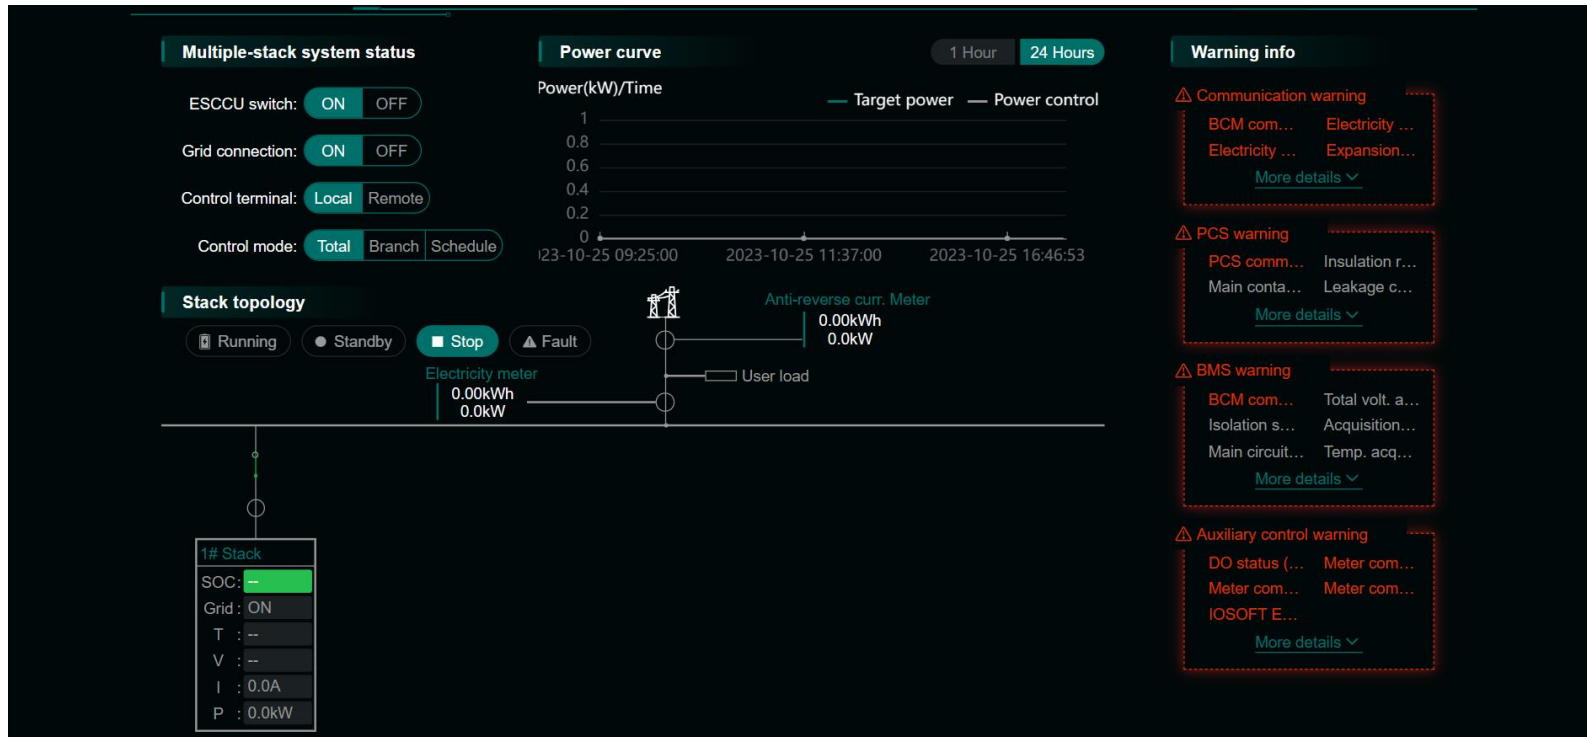 Multiple-stack system status
ESCCU switch: ON OFF
Grid connection: ON OFF
Control terminal: Local Remote
Control mode: Total Branch Schedule
Power curve
1 Hour 24 Hours
Power(kW)/Time
Target power Power control
1
0.8
0.6
0.4
0.2
0
)23-10-25 09:25:00 2023-10-25 11:37:00 2023-10-25 16:46:53
Stack topology
Running Standby Stop Fault
Anti-reverse curr. Meter
0.00kWh
0.0kW
User load
Electricity meter
0.00kWh
0.0kW
1# Stack
SOC: --
Grid : ON
T : --
V : --
I : 0.0A
P : 0.0kW
Warning info
Communication warning
BCM com... Electricity ...
Electricity ... Expansion...
More details
PCS warning
PCS comm... Insulation r...
Main conta... Leakage c...
More details
BMS warning
BCM com... Total volt. a...
Isolation s... Acquisition...
Main circuit... Temp. acq...
More details
Auxiliary control warning
DO status (... Meter com...
Meter com... Meter com...
IOSOFT E...
More details